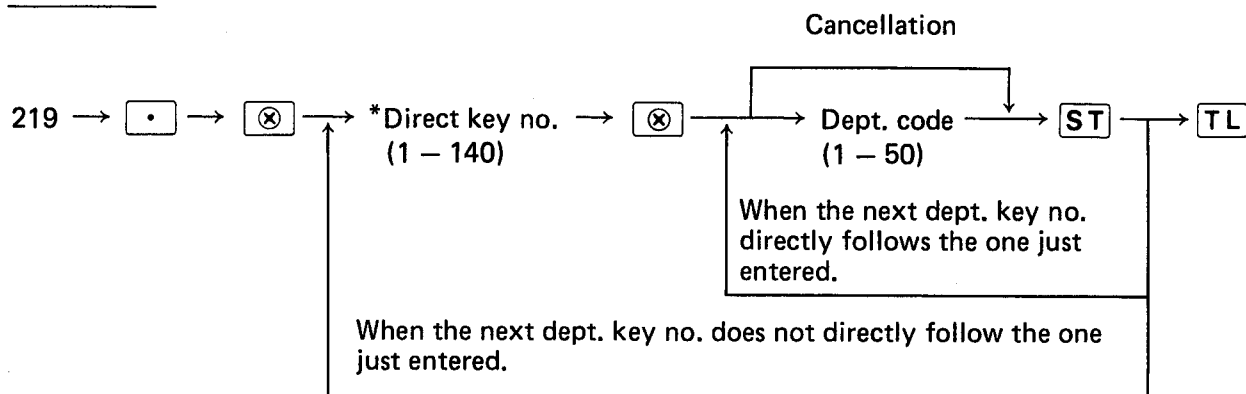 Cancellation
219 → · → ⊗ → *Direct key no. → ⊗ → Dept. code → ST → TL
(1 – 140) (1 – 50)
When the next dept. key no.
directly follows the one just
entered.
When the next dept. key no. does not directly follow the one
just entered.